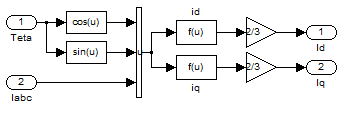 1
Teta
cos(u)
sin(u)
2
Iabc
u
id
f(u)
2/3
1
Id
f(u)
iq
2/3
2
Iq